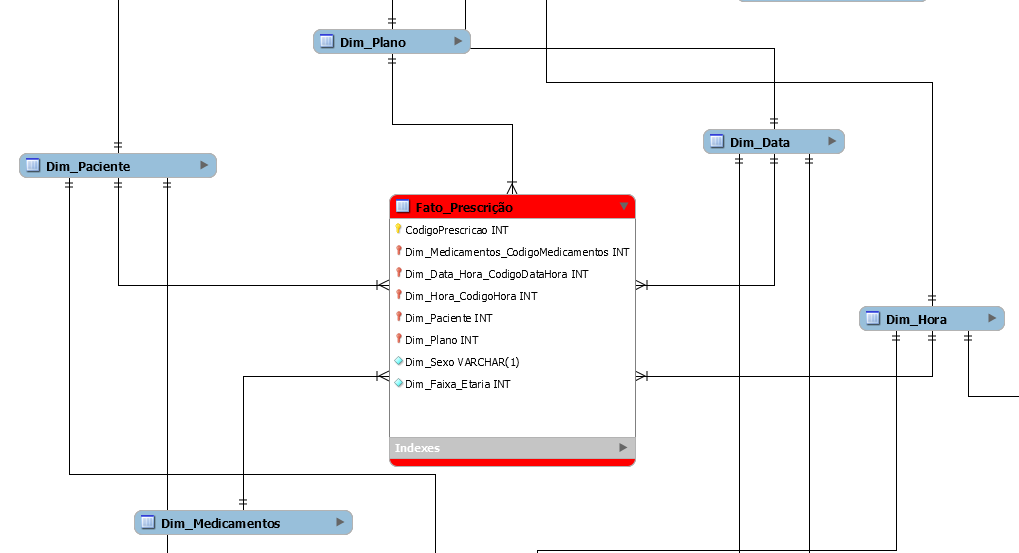 Dim_Plano
Dim_Data
Dim_Paciente
Fato_Prescrição
CodigoPrescricao INT
Dim_Medicamentos_CodigoMedicamentos INT
Dim_Data_Hora_CodigoDataHora INT
Dim_Hora_CodigoHora INT
Dim_Paciente INT
Dim_Plano INT
Dim_Sexo VARCHAR(1)
Dim_Faixa_Etaria INT
Indexes
Dim_Hora
Dim_Medicamentos